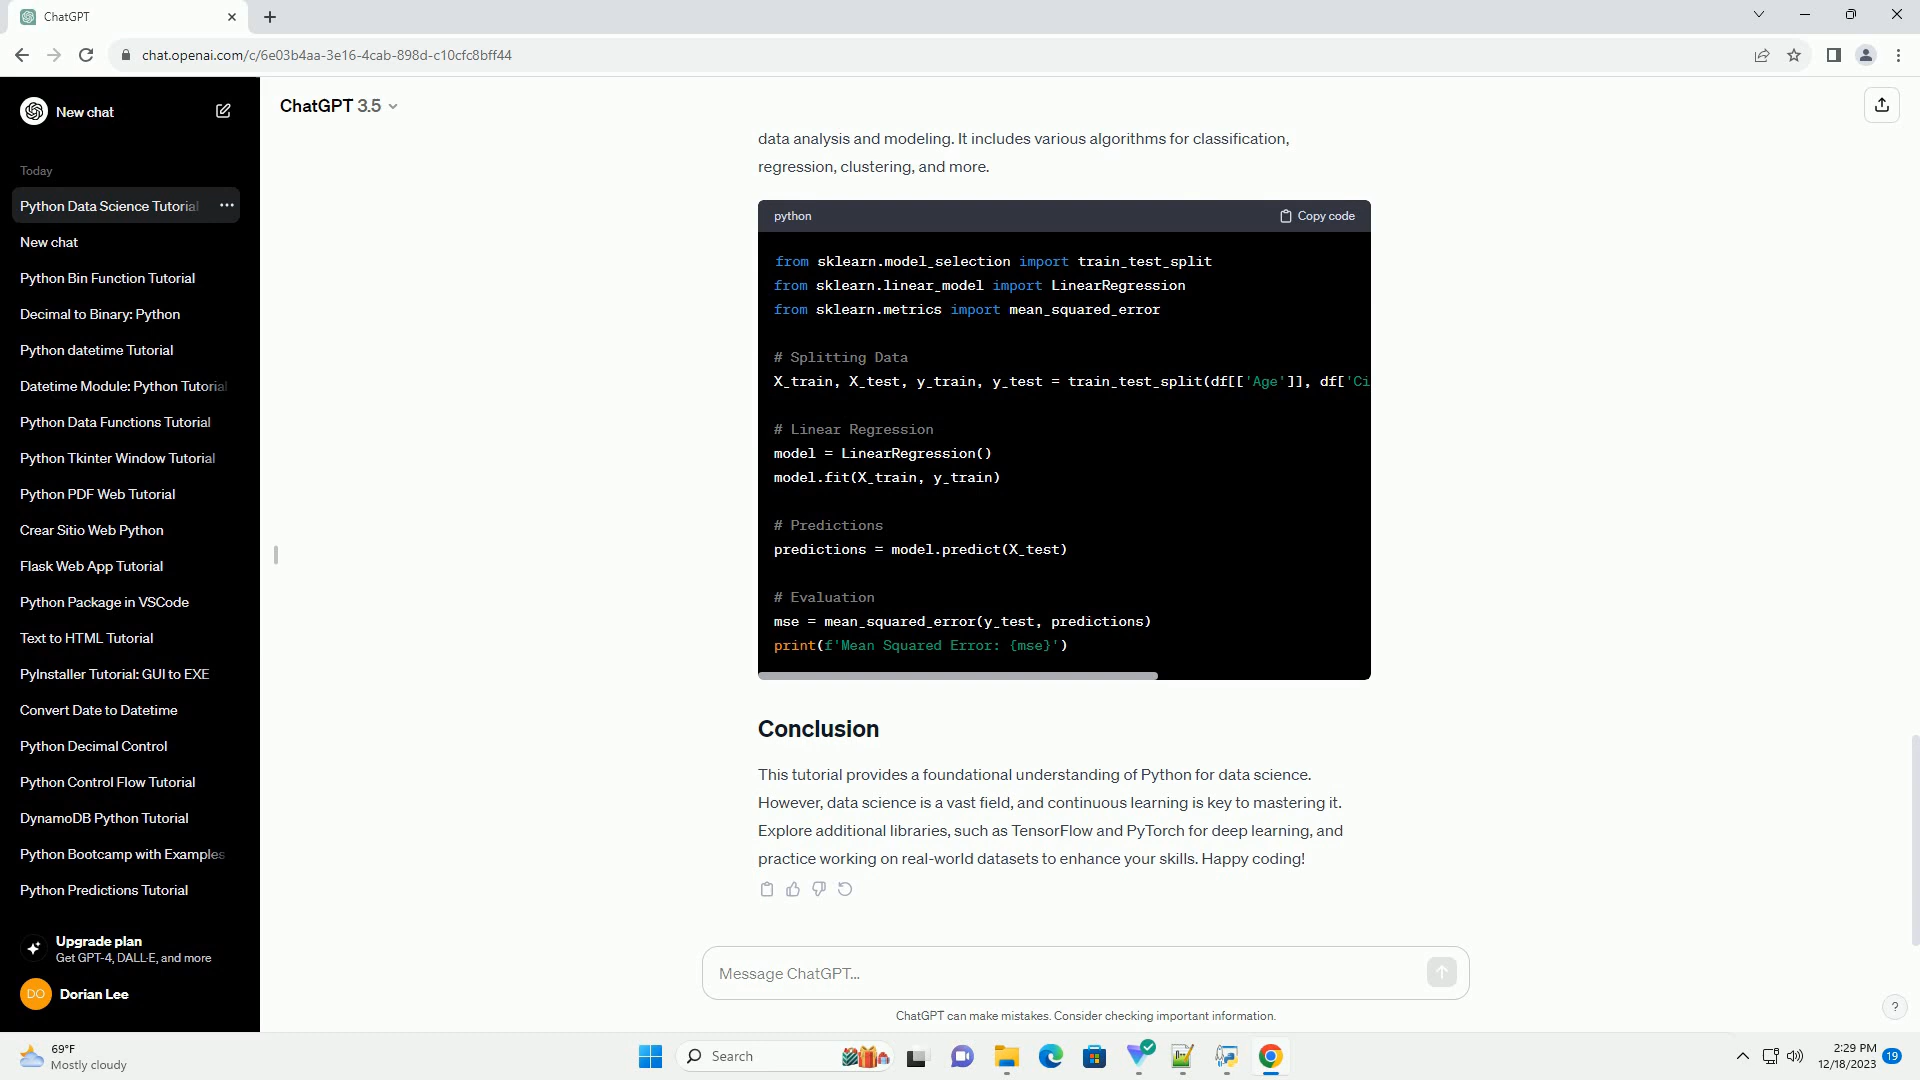 ChatGPT
chat.openai.com/c/6e03b4aa-3e16-4cab-898d-c10cfc8bff44
New chat
Today
Python Data Science Tutorial
New chat
Python Bin Function Tutorial
Decimal to Binary: Python
Python datetime Tutorial
Datetime Module: Python Tutorial
Python Data Functions Tutorial
Python Tkinter Window Tutorial
Python PDF Web Tutorial
Crear Sitio Web Python
Flask Web App Tutorial
Python Package in VSCode
Text to HTML Tutorial
PyInstaller Tutorial: GUI to EXE
Convert Date to Datetime
Python Decimal Control
Python Control Flow Tutorial
DynamoDB Python Tutorial
Python Bootcamp with Examples
Python Predictions Tutorial
Upgrade plan
Get GPT-4, DALL·E, and more
DO
Dorian Lee
ChatGPT 3.5
data analysis and modeling. It includes various algorithms for classification,
regression, clustering, and more.
python
Copy code
from sklearn.model_selection import train_test_split
from sklearn.linear_model import LinearRegression
from sklearn.metrics import mean_squared_error
# Splitting Data
X_train, X_test, y_train, y_test = train_test_split(df[['Age']], df['Ci
# Linear Regression
model = LinearRegression()
model.fit(X_train, y_train)
# Predictions
predictions = model.predict(X_test)
# Evaluation
mse = mean_squared_error(y_test, predictions)
print(f'Mean Squared Error: {mse}')
Conclusion
This tutorial provides a foundational understanding of Python for data science.
However, data science is a vast field, and continuous learning is key to mastering it.
Explore additional libraries, such as TensorFlow and PyTorch for deep learning, and
practice working on real-world datasets to enhance your skills. Happy coding!
Message ChatGPT...
ChatGPT can make mistakes. Consider checking important information.
?
69°F
Mostly cloudy
Search
2:29 PM
12/18/2023
19